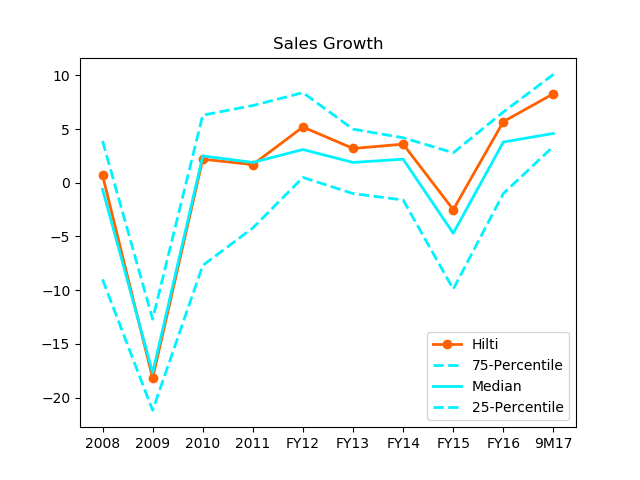 Sales Growth
10
5
0
−5
−10
−15
−20
Hilti
75-Percentile
Median
25-Percentile
2008 2009 2010 2011 FY12 FY13 FY14 FY15 FY16 9M17